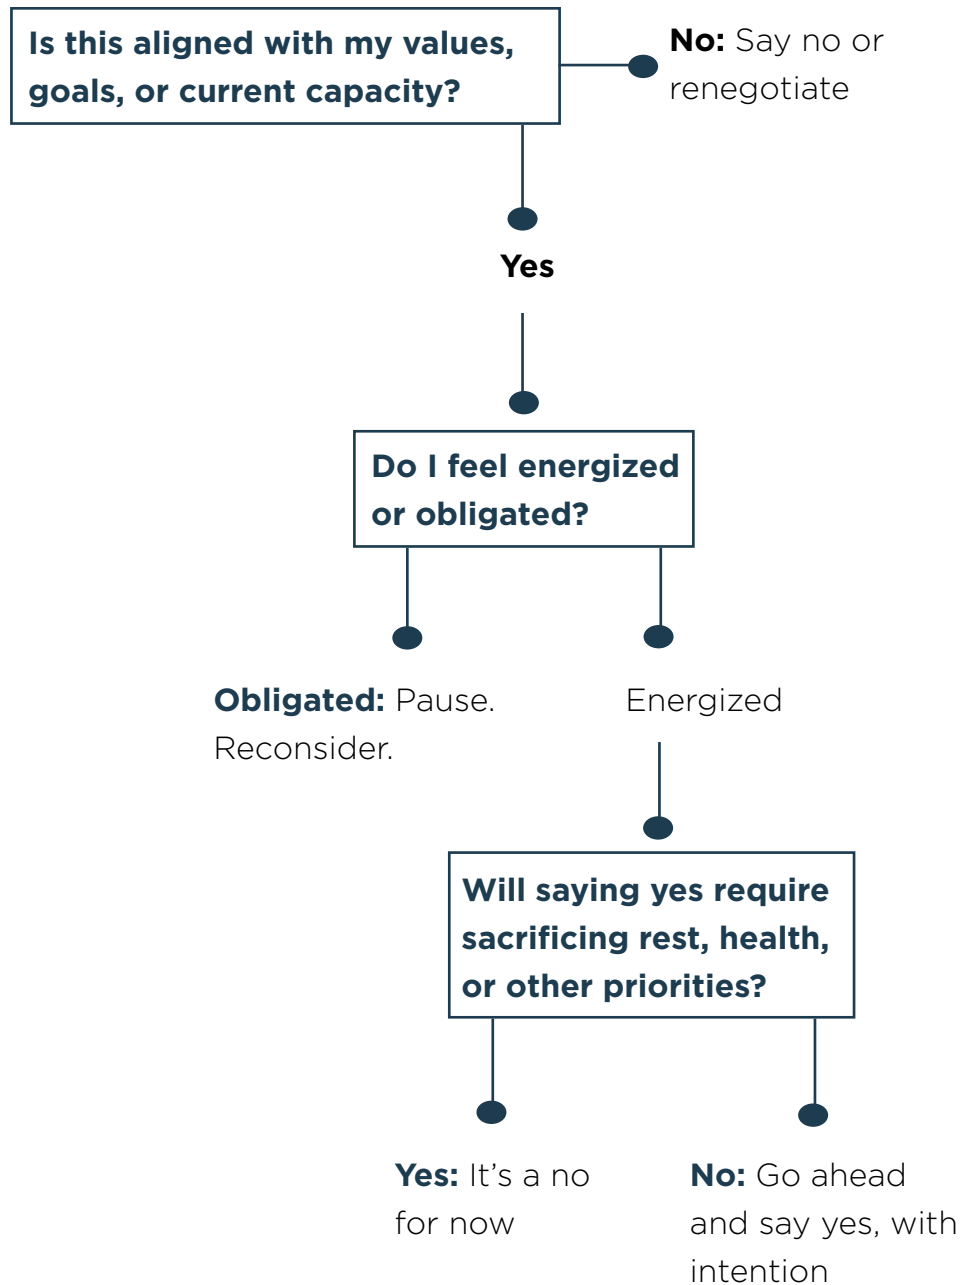 Is this aligned with my values,
goals, or current capacity?
No: Say no or
renegotiate
Yes
Do I feel energized
or obligated?
Obligated: Pause.
Reconsider.
Energized
Will saying yes require
sacrificing rest, health,
or other priorities?
Yes: It’s a no
for now
No: Go ahead
and say yes, with
intention